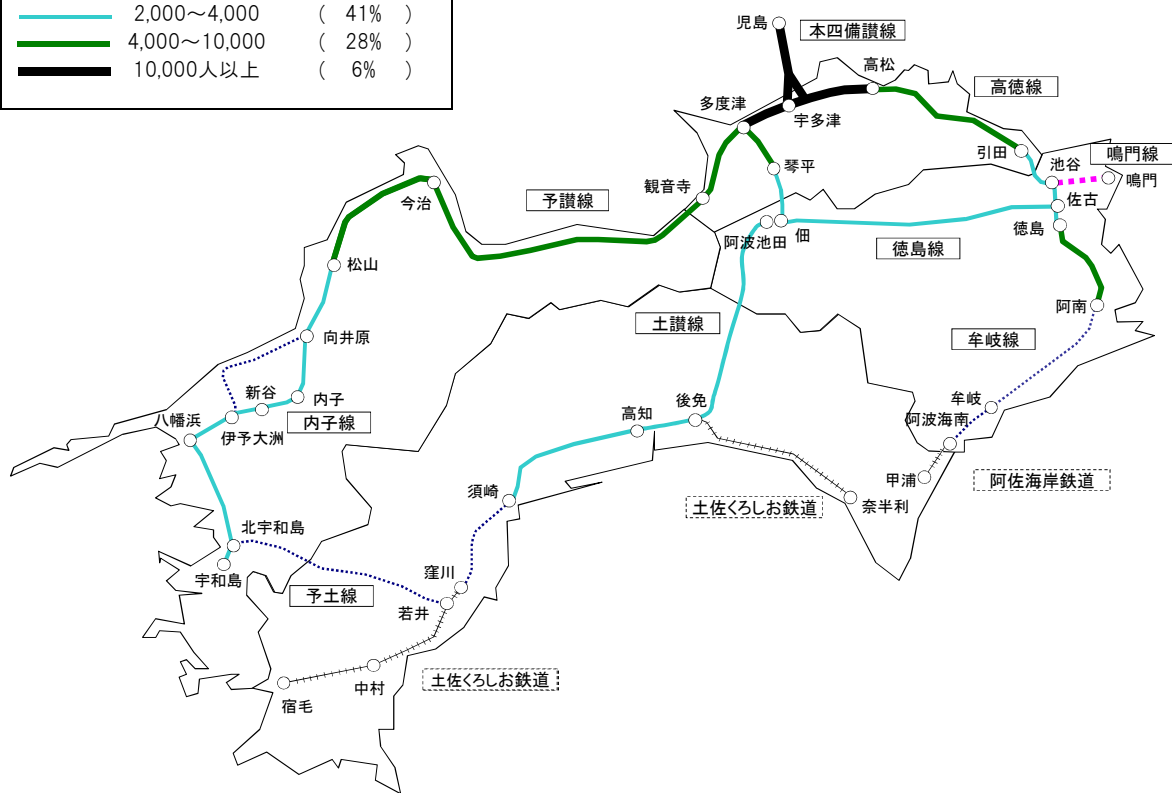 2,000～4,000 ( 41% )
4,000～10,000 ( 28% )
10,000人以上 ( 6% )
児島
本四備讃線
高松
高徳線
多度津
宇多津
引田
池谷
鳴門線
鳴門
琴平
観音寺
佐古
今治
予讃線
徳島
阿波池田
佃
徳島線
松山
阿南
土讃線
向井原
牟岐線
新谷
内子
後免
牟岐
八幡浜
伊予大洲
内子線
高知
阿波海南
甲浦
阿佐海岸鉄道
須崎
土佐くろしお鉄道
奈半利
北宇和島
宇和島
窪川
予土線
若井
中村
土佐くろしお鉄道
宿毛